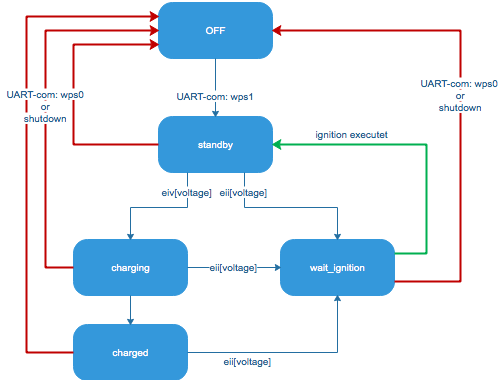 OFF
UART-com: wps0
or
shutdown
UART-com: wps0
or
shutdown
UART-com: wps1
ignition executet
standby
eiv[voltage]
eii[voltage]
charging
eii[voltage]
wait_ignition
charged
eii[voltage]